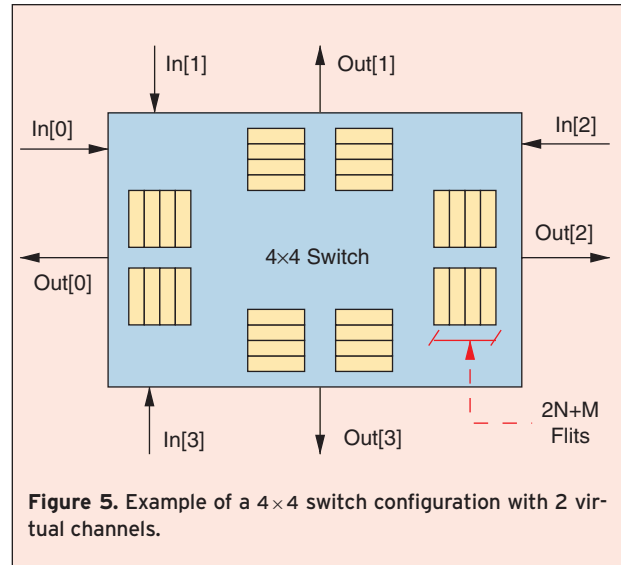 In[1]
Out[1]
In[0]
In[2]
4×4 Switch
Out[0]
Out[2]
In[3]
Out[3]
2N+M
Flits
Figure 5. Example of a 4×4 switch configuration with 2 vir-
tual channels.